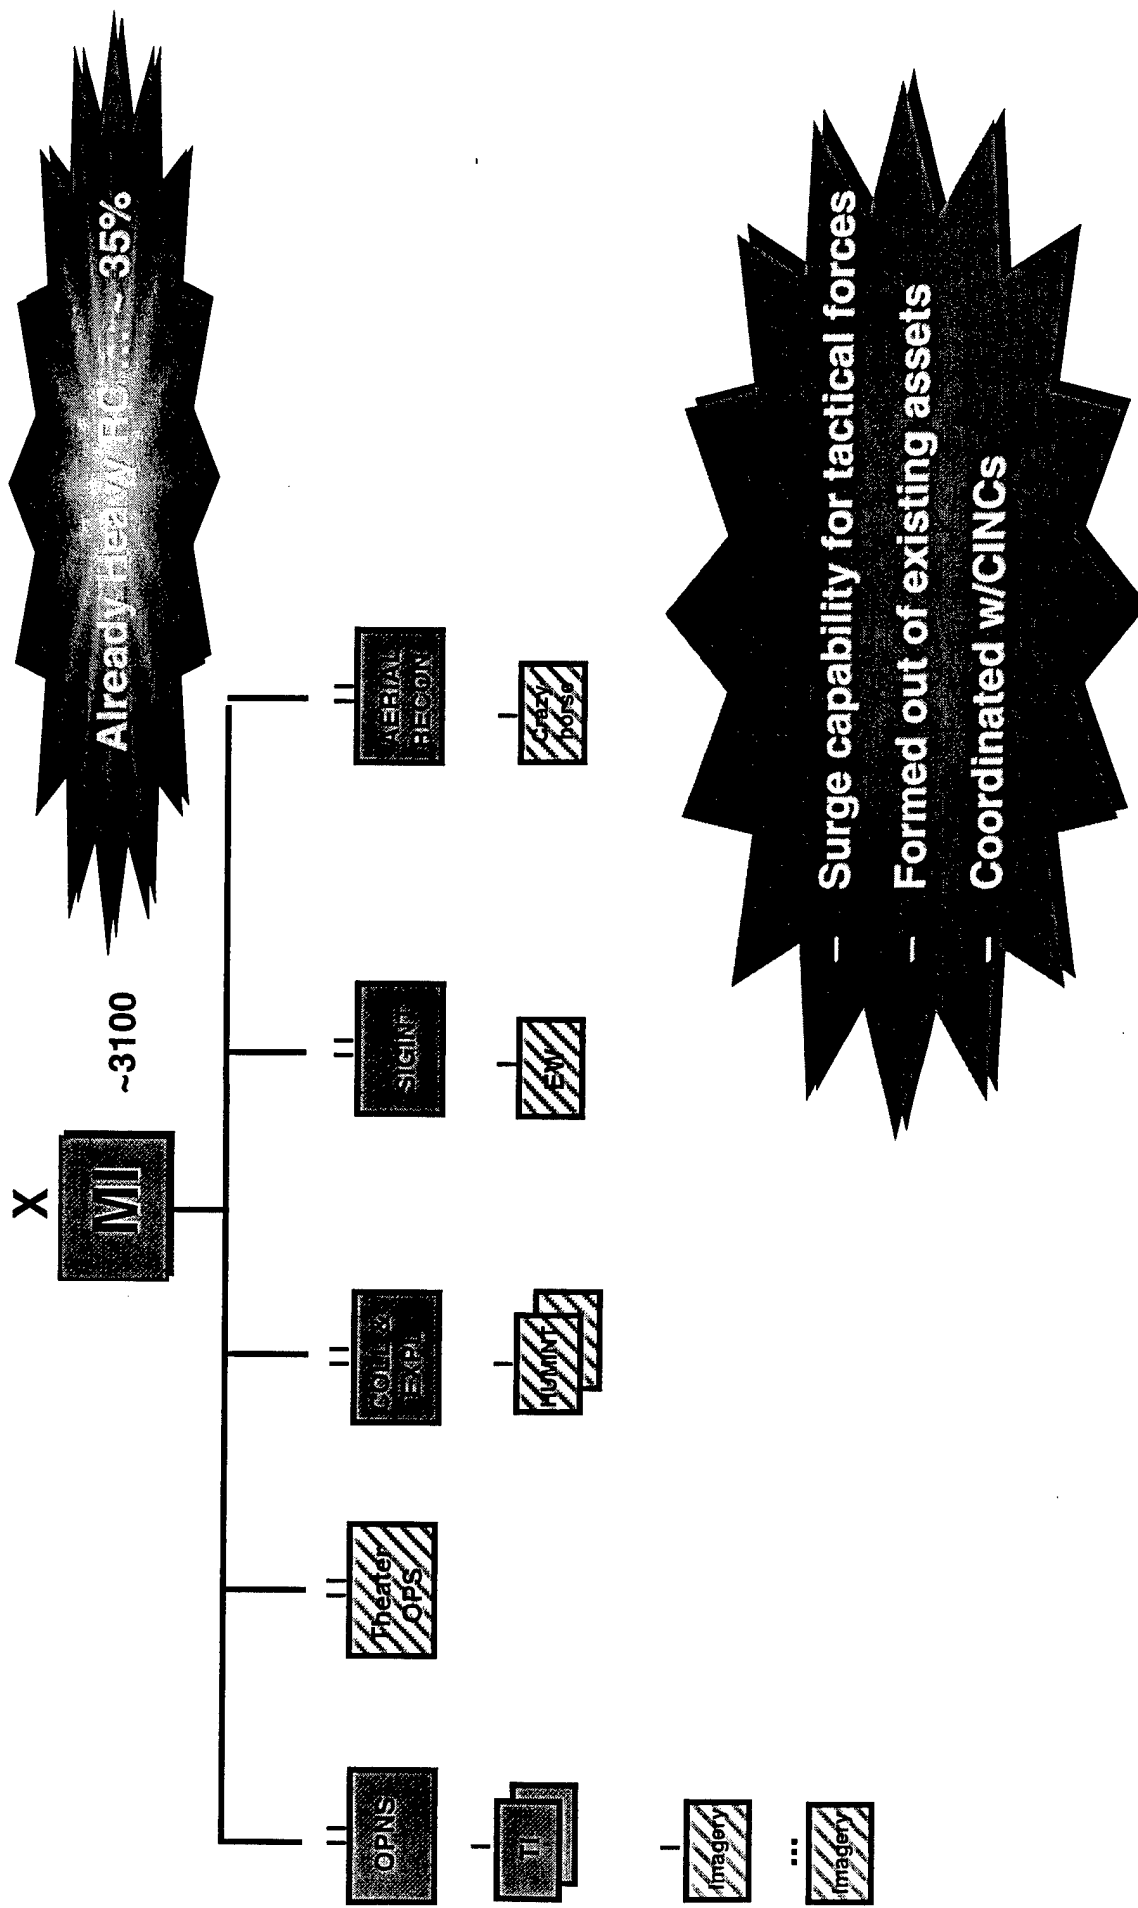 X
MI
~3100
Already Heavy RC.....~ 35%
OPNS
Theater
OPS
COLL &
EXPL
SIGINT
AERIAL
RECON
TI
HUMINT
EW
Crazy
horse
Imagery
...
Imagery
– Surge capability for tactical forces
– Formed out of existing assets
– Coordinated w/CINCs